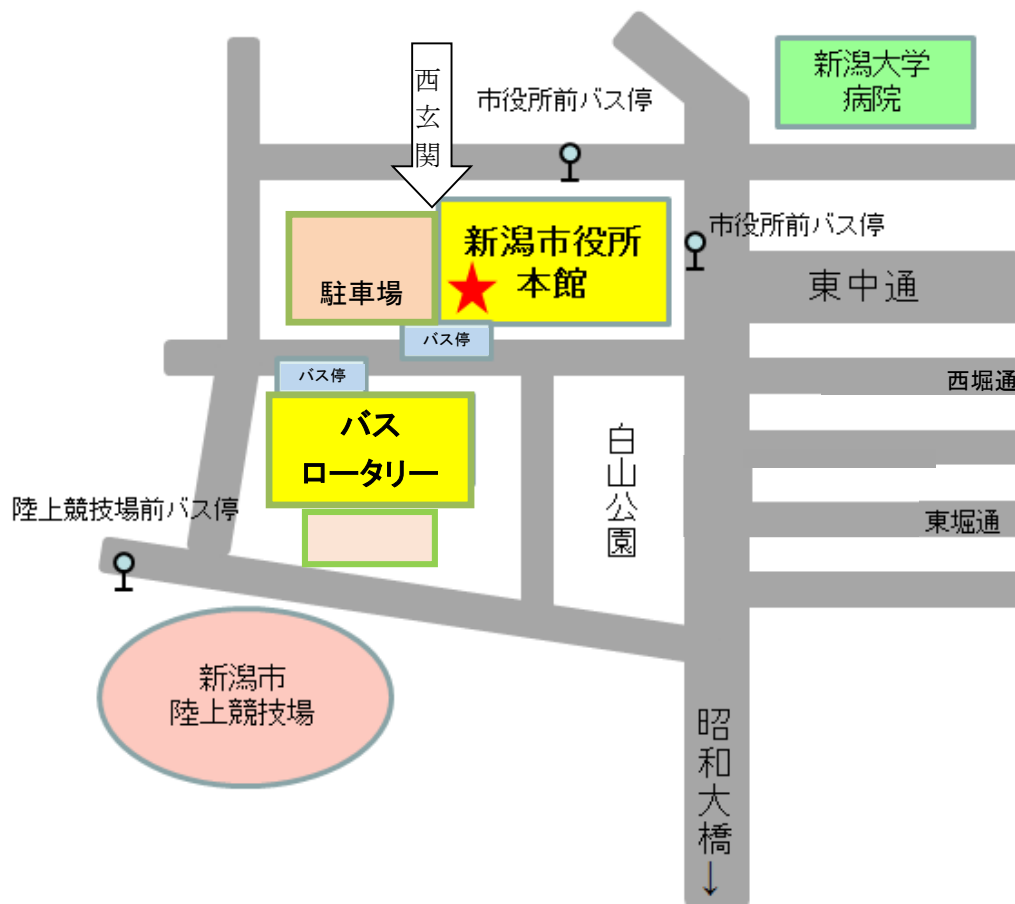 新潟大学
病院
西玄関
市役所前バス停
市役所前バス停
新潟市役所
本館
駐車場
東中通
バス停
バス停
西堀通
バス
ロータリー
白山公園
陸上競技場前バス停
東堀通
新潟市
陸上競技場
昭和大橋↓